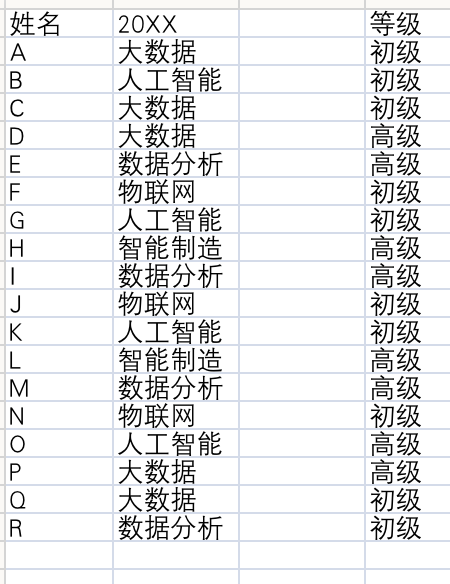 姓名 20XX 等级
A 大数据 初级
B 人工智能 初级
C 大数据 初级
D 大数据 高级
E 数据分析 高级
F 物联网 初级
G 人工智能 初级
H 智能制造 高级
I 数据分析 高级
J 物联网 初级
K 人工智能 初级
L 智能制造 高级
M 数据分析 高级
N 物联网 初级
O 人工智能 高级
P 大数据 高级
Q 大数据 初级
R 数据分析 初级